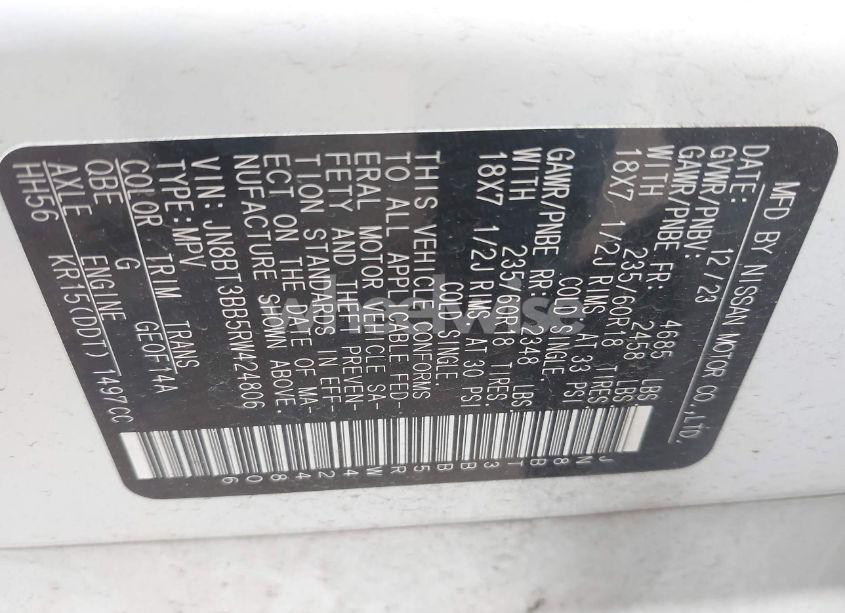 MFD BY NISSAN MOTOR CO.,LTD.
DATE: 12/23
GVWR/PNBV: 4685 LBS
GAWR/PNBE FR: 2448 LBS
WITH 235/60R18 TIRES:
18X7 1/2J RIMS AT 33 PSI
COLD SINGLE.
GAWR/PNBE RR: 2348 LBS
WITH 235/60R18 TIRES:
18X7 1/2J RIMS AT 30 PSI
COLD SINGLE.
THIS VEHICLE CONFORMS
TO ALL APPLICABLE FED-
ERAL MOTOR VEHICLE SA-
FETY AND THEFT PREVEN-
TION STANDARDS IN EFF-
ECT ON THE DATE OF MA-
NUFACTURE SHOWN ABOVE.
VIN: JN8BT3BB5RW424806
TYPE:MPV
COLOR TRIM TRANS
QBE G GE0F14A
AXLE ENGINE
HH56 KR15(DDT) 1497CC
JN8BT3BB5RW424806
wheelwise